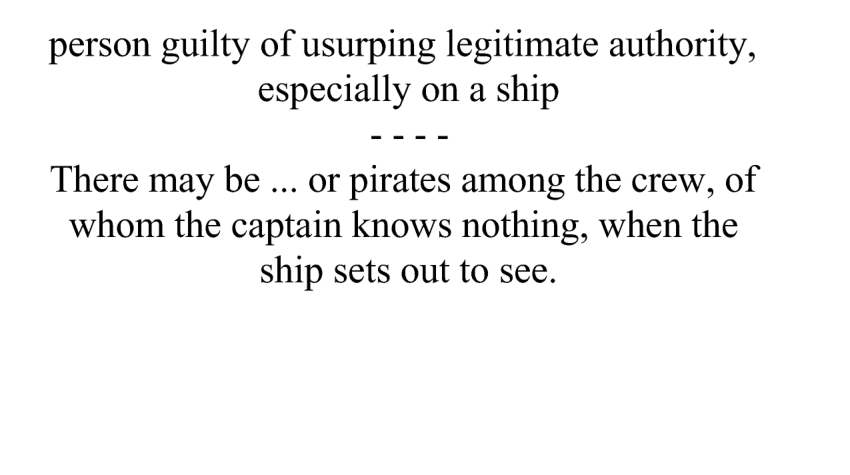 person guilty of usurping legitimate authority,
especially on a ship
- - - -
There may be ... or pirates among the crew, of
whom the captain knows nothing, when the
ship sets out to see.